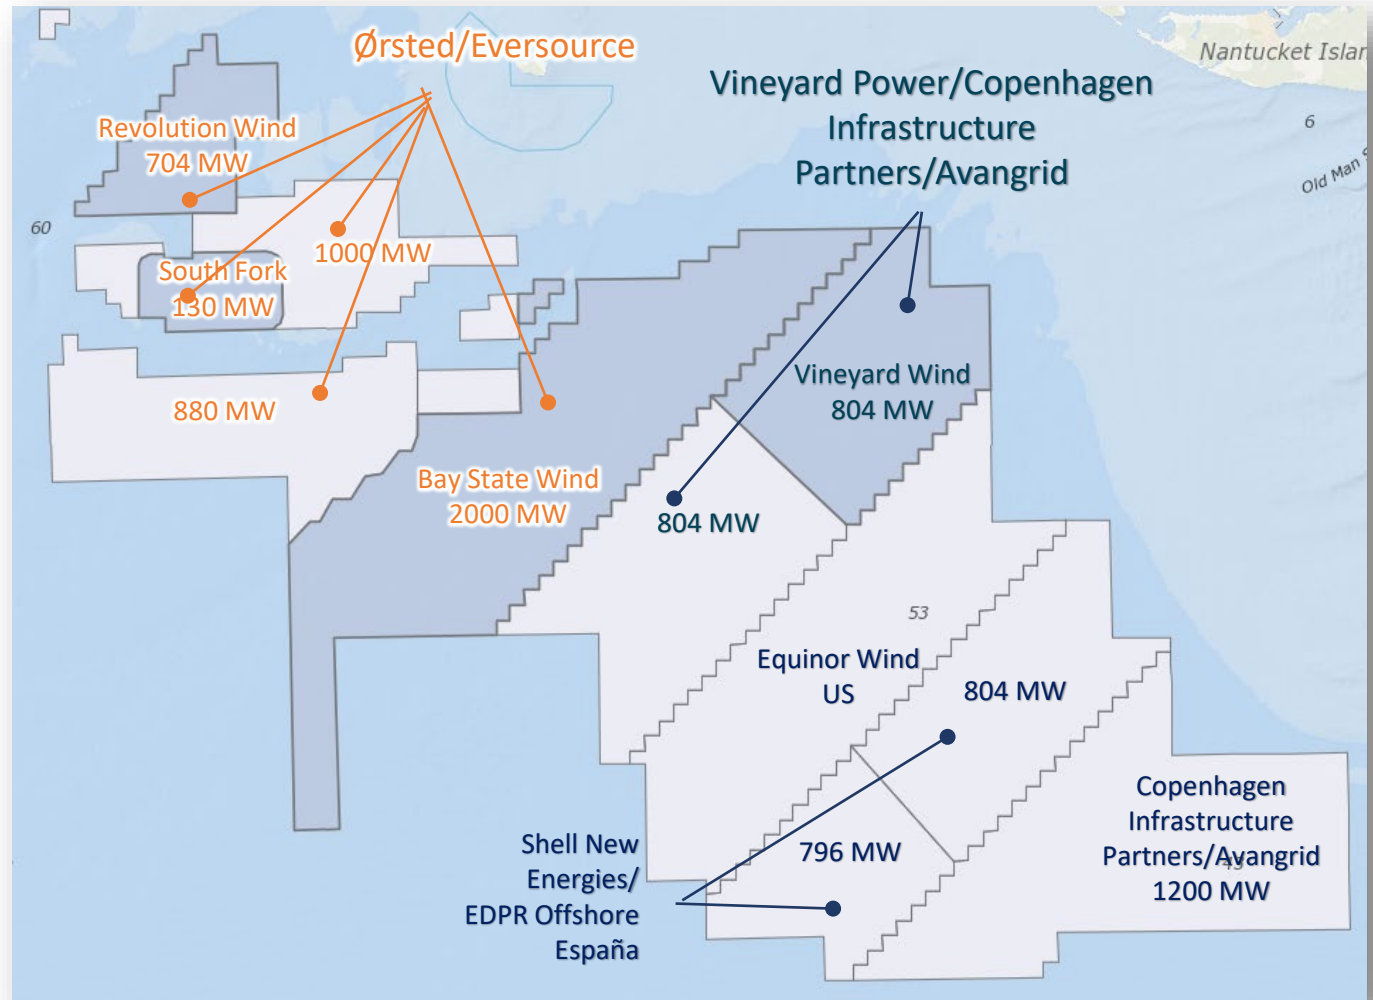 Ørsted/Eversource
Nantucket Islan
Vineyard Power/Copenhagen
Infrastructure
Partners/Avangrid
6
Old Man S
Revolution Wind
704 MW
60
1000 MW
South Fork
130 MW
880 MW
Vineyard Wind
804 MW
Bay State Wind
2000 MW
804 MW
53
Equinor Wind
US
804 MW
Copenhagen
Infrastructure
Partners/Avangrid
1200 MW
43
796 MW
Shell New
Energies/
EDPR Offshore
España